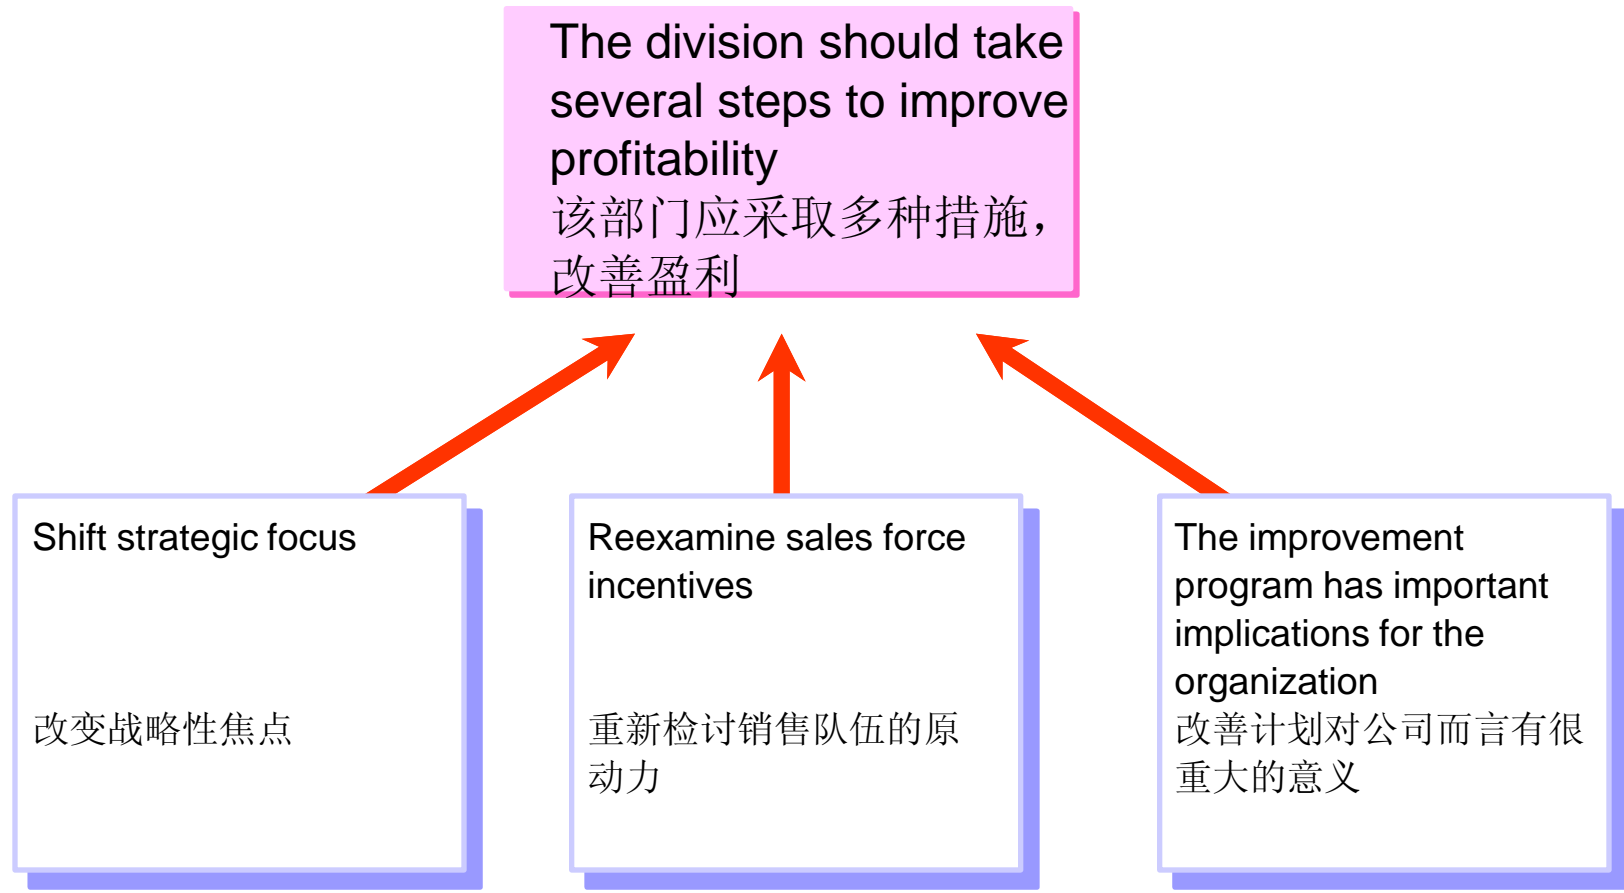 The division should take
several steps to improve
profitability
该部门应采取多种措施，
改善盈利
Shift strategic focus
改变战略性焦点
Reexamine sales force
incentives
重新检讨销售队伍的原
动力
The improvement
program has important
implications for the
organization
改善计划对公司而言有很
重大的意义